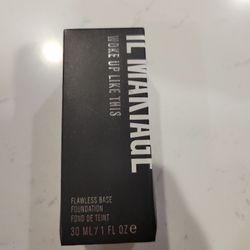 IL MAKIAGE
WOKE UP LIKE THIS
FLAWLESS BASE
FOUNDATION
FOND DE TEINT
30 ML / 1 FL OZ ℮